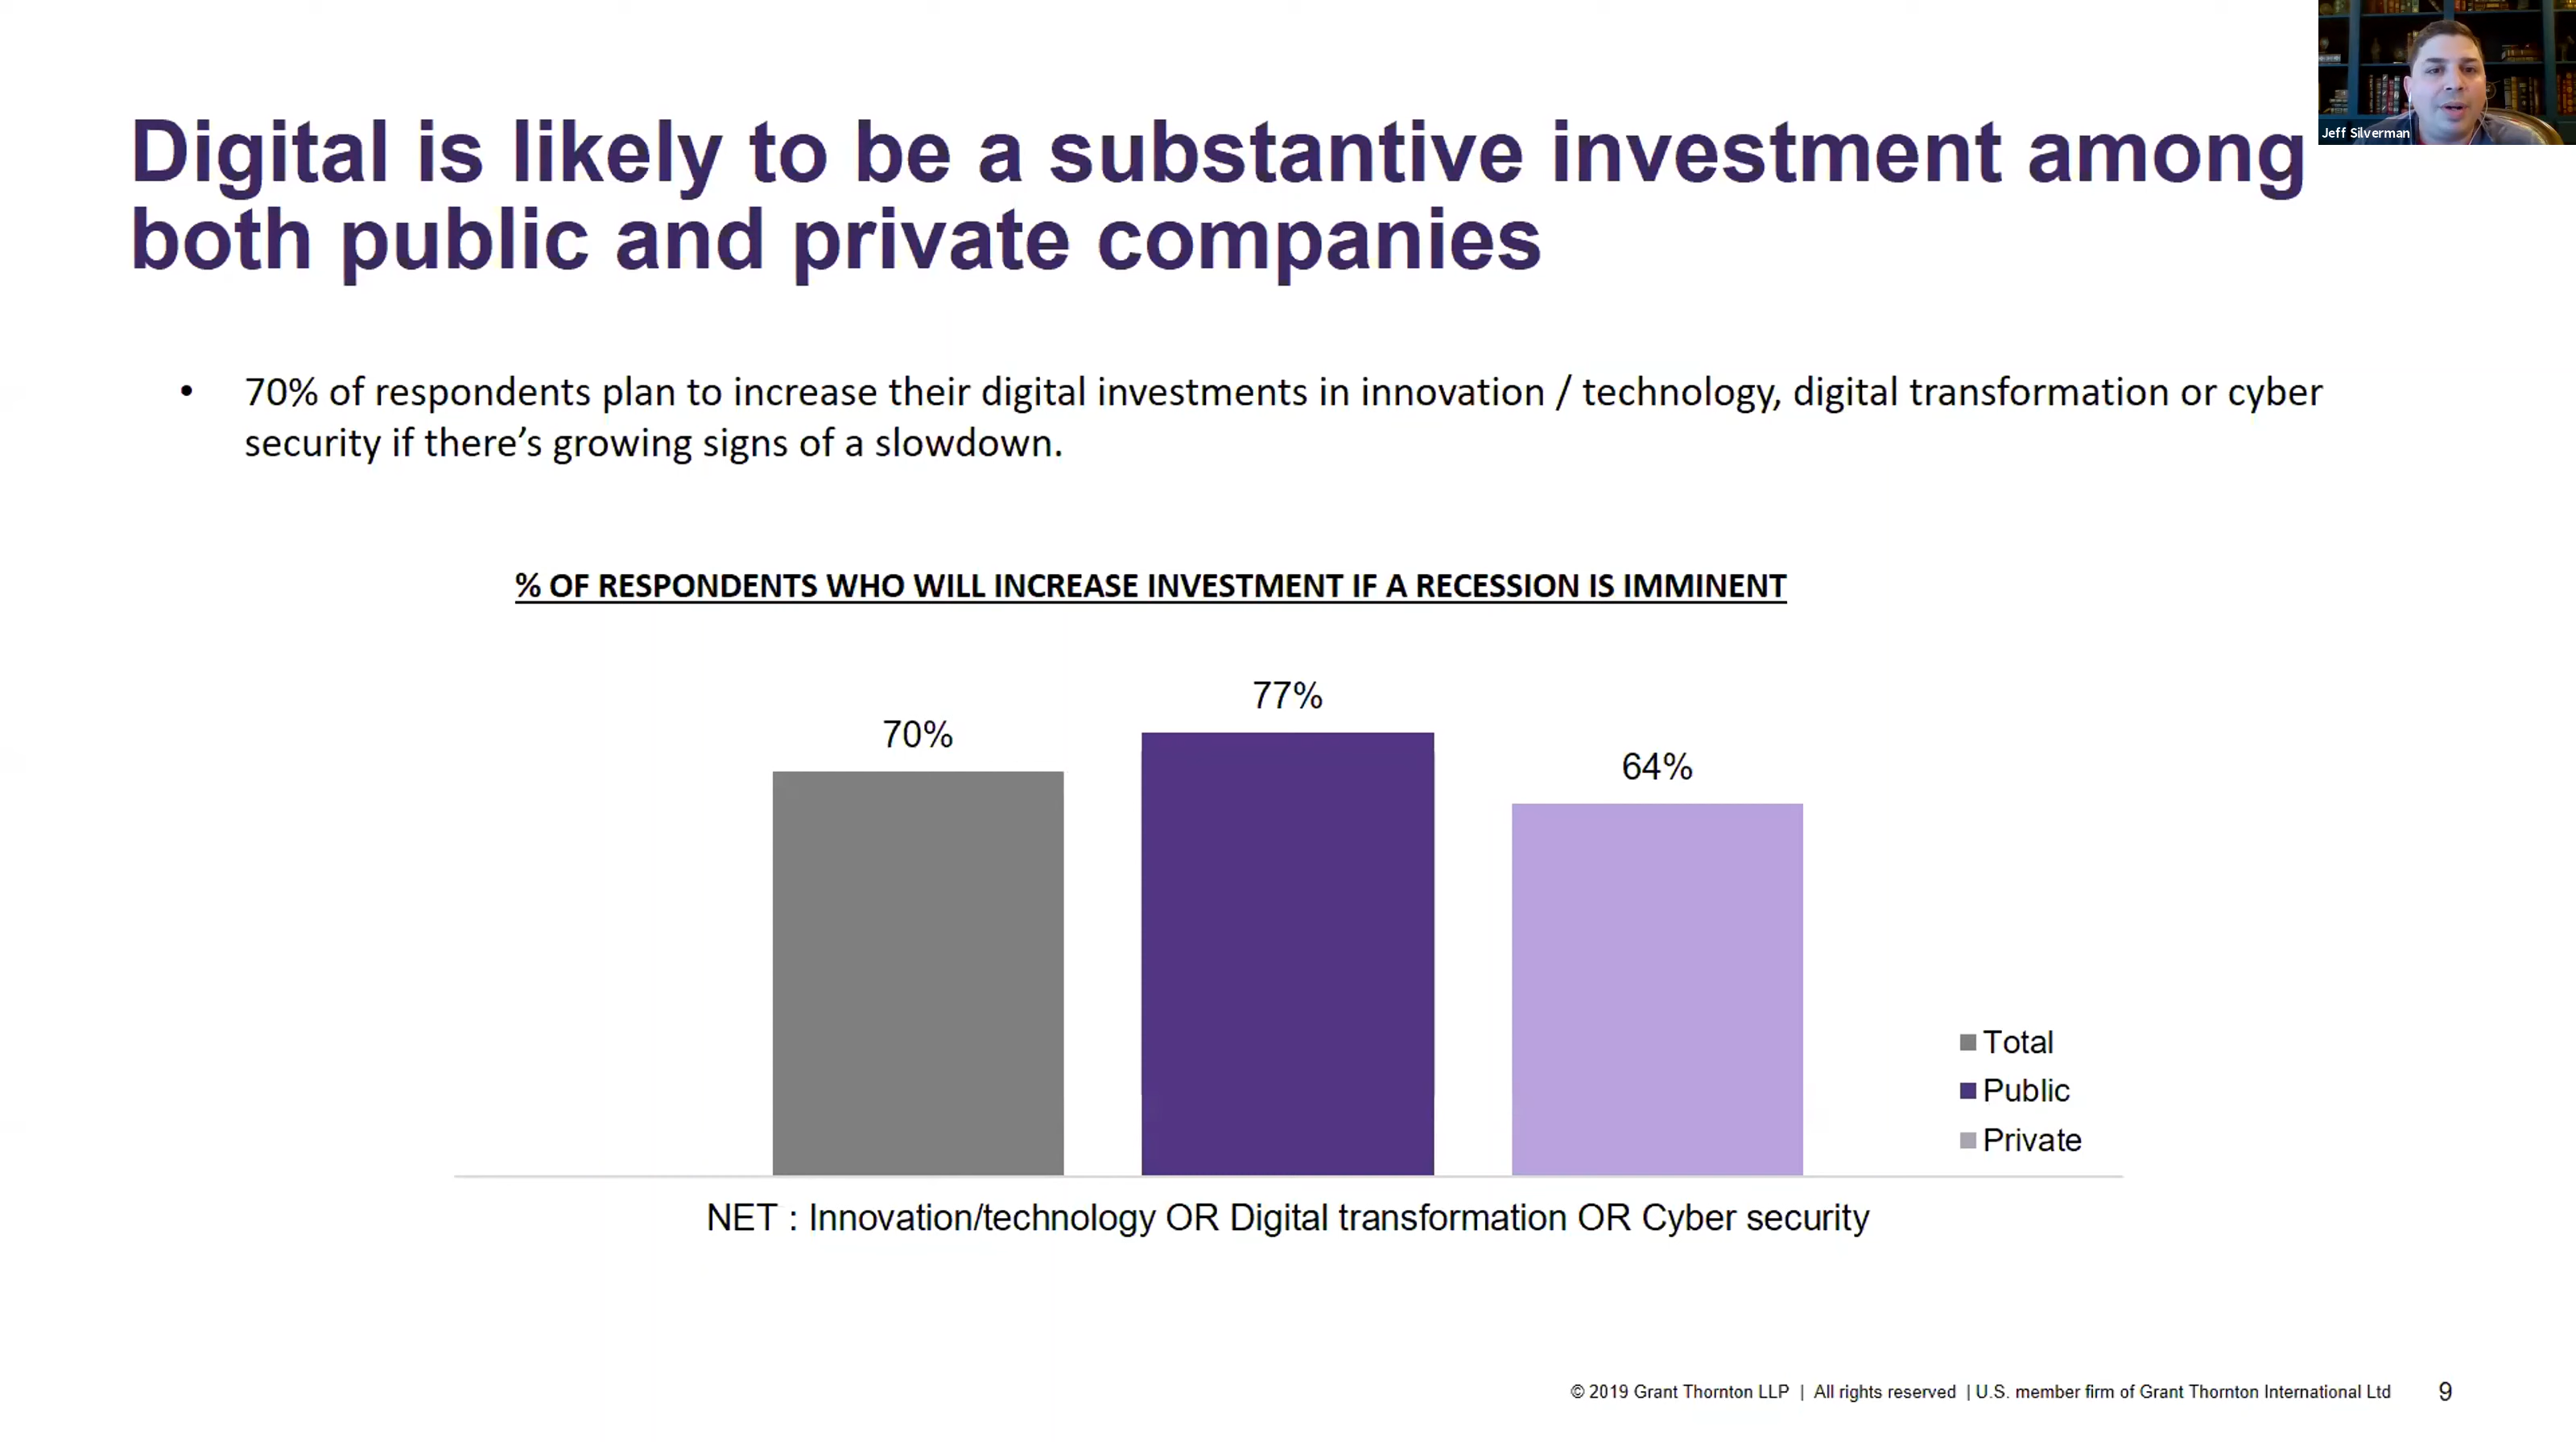 Jeff Silverman
Digital is likely to be a substantive investment among
both public and private companies
• 70% of respondents plan to increase their digital investments in innovation / technology, digital transformation or cyber
security if there’s growing signs of a slowdown.
% OF RESPONDENTS WHO WILL INCREASE INVESTMENT IF A RECESSION IS IMMINENT
70%
77%
64%
Total
Public
Private
NET : Innovation/technology OR Digital transformation OR Cyber security
© 2019 Grant Thornton LLP | All rights reserved | U.S. member firm of Grant Thornton International Ltd 9